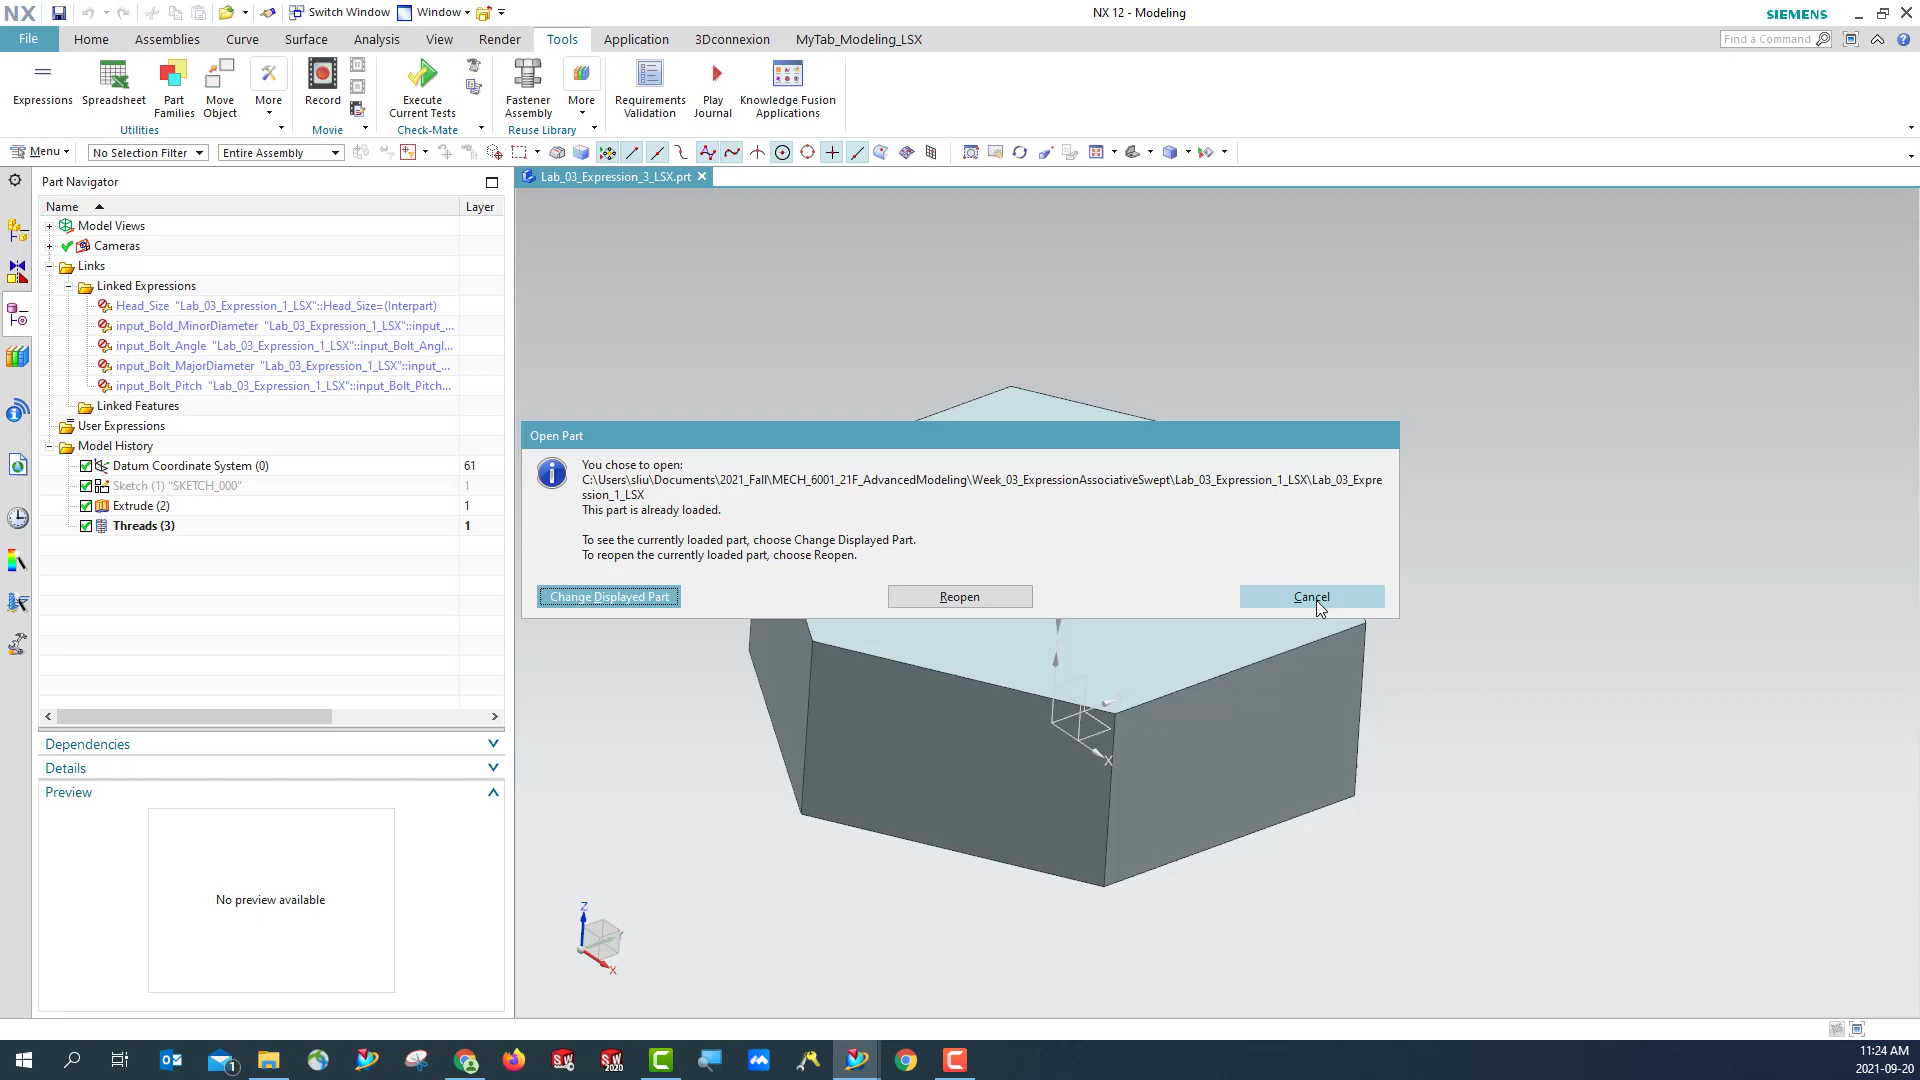 NX
Switch Window
Window
NX 12 - Modeling
SIEMENS
File
Home
Assemblies
Curve
Surface
Analysis
View
Render
Tools
Application
3Dconnexion
MyTab_Modeling_LSX
Find a Command
Expressions
Spreadsheet
Part
Families
Move
Object
More
Record
Execute
Current Tests
Fastener
Assembly
More
Requirements
Validation
Play
Journal
Knowledge Fusion
Applications
Utilities
Movie
Check-Mate
Reuse Library
Menu
No Selection Filter
Entire Assembly
Part Navigator
Lab_03_Expression_3_LSX.prt
Name
Layer
Model Views
Cameras
Links
Linked Expressions
Head_Size "Lab_03_Expression_1_LSX"::Head_Size=(Interpart)
input_Bold_MinorDiameter "Lab_03_Expression_1_LSX"::input_...
input_Bolt_Angle "Lab_03_Expression_1_LSX"::input_Bolt_Angl...
input_Bolt_MajorDiameter "Lab_03_Expression_1_LSX"::input_...
input_Bolt_Pitch "Lab_03_Expression_1_LSX"::input_Bolt_Pitch...
Linked Features
User Expressions
Model History
Datum Coordinate System (0) 61
Sketch (1) "SKETCH_000" 1
Extrude (2) 1
Threads (3) 1
Open Part
You chose to open:
C:\Users\sliu\Documents\2021_Fall\MECH_6001_21F_AdvancedModeling\Week_03_ExpressionAssociativeSwept\Lab_03_Expression_1_LSX\Lab_03_Expre
ssion_1_LSX
This part is already loaded.
To see the currently loaded part, choose Change Displayed Part.
To reopen the currently loaded part, choose Reopen.
Change Displayed Part
Reopen
Cancel
X
Dependencies
Details
Preview
No preview available
Z
X
1
SW
SW
2020
11:24 AM
2021-09-20